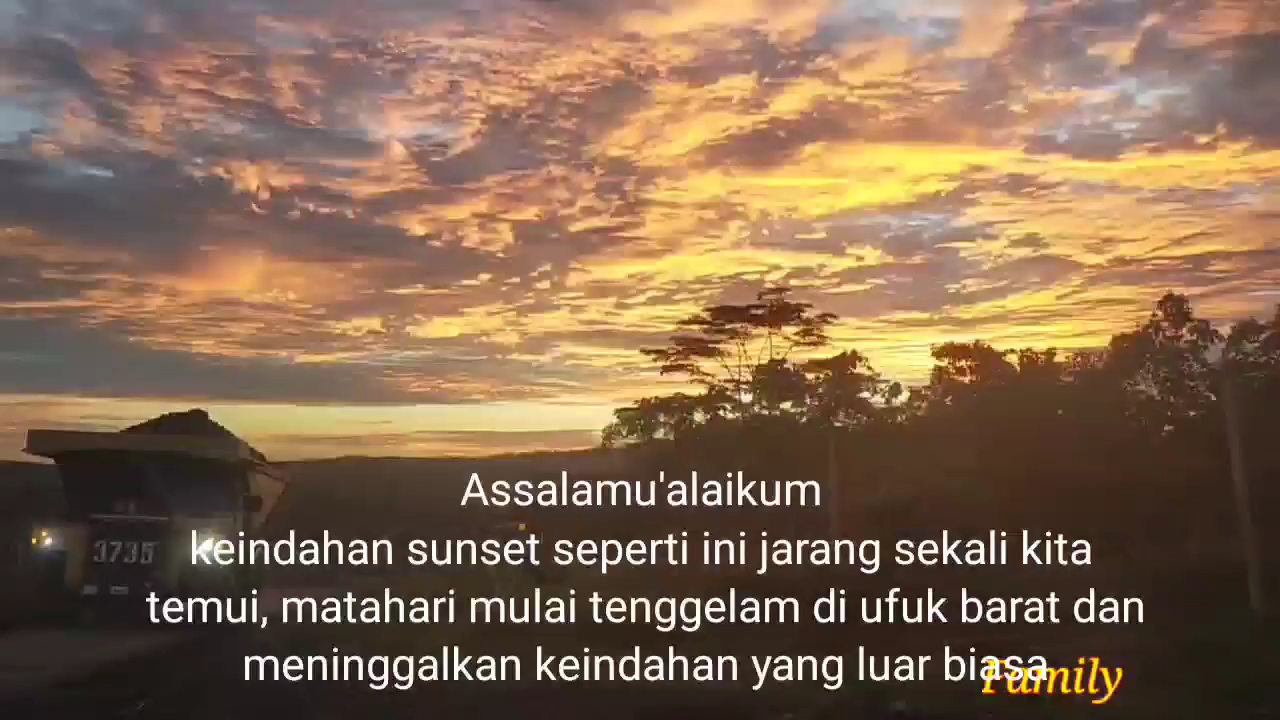 3735
Assalamu'alaikum
keindahan sunset seperti ini jarang sekali kita
temui, matahari mulai tenggelam di ufuk barat dan
meninggalkan keindahan yang luar biasa
Family